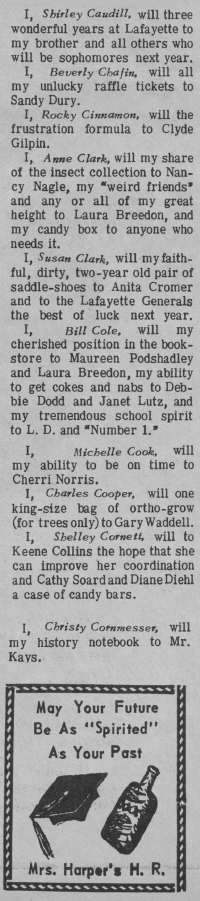 I, Shirley Caudill, will three
wonderful years at Lafayette to
my brother and all others who
will be sophomores next year.
I, Beverly Chafin, will all
my unlucky raffle tickets to
Sandy Dury.
I, Rocky Cinnamon, will the
frustration formula to Clyde
Gilpin.
I, Anne Clark, will my share
of the insect collection to Nan-
cy Nagle, my "weird friends"
and any or all of my great
height to Laura Breedon, and
my candy box to anyone who
needs it.
I, Susan Clark, will my faith-
ful, dirty, two-year old pair of
saddle-shoes to Anita Cromer
and to the Lafayette Generals
the best of luck next year.
I, Bill Cole, will my
cherished position in the book-
store to Maureen Podshadley
and Laura Breedon, my ability
to get cokes and nabs to Deb-
bie Dodd and Janet Lutz, and
my tremendous school spirit
to L. D. and "Number 1."
I, Michelle Cook, will
my ability to be on time to
Cherri Norris.
I, Charles Cooper, will one
king-size bag of ortho-grow
(for trees only) to Gary Waddell.
I, Shelley Cornett, will to
Keene Collins the hope that she
can improve her coordination
and Cathy Soard and Diane Diehl
a case of candy bars.
I, Christy Cornmesser, will
my history notebook to Mr.
Kays.
May Your Future
Be As "Spirited"
As Your Past
Mrs. Harper's H. R.